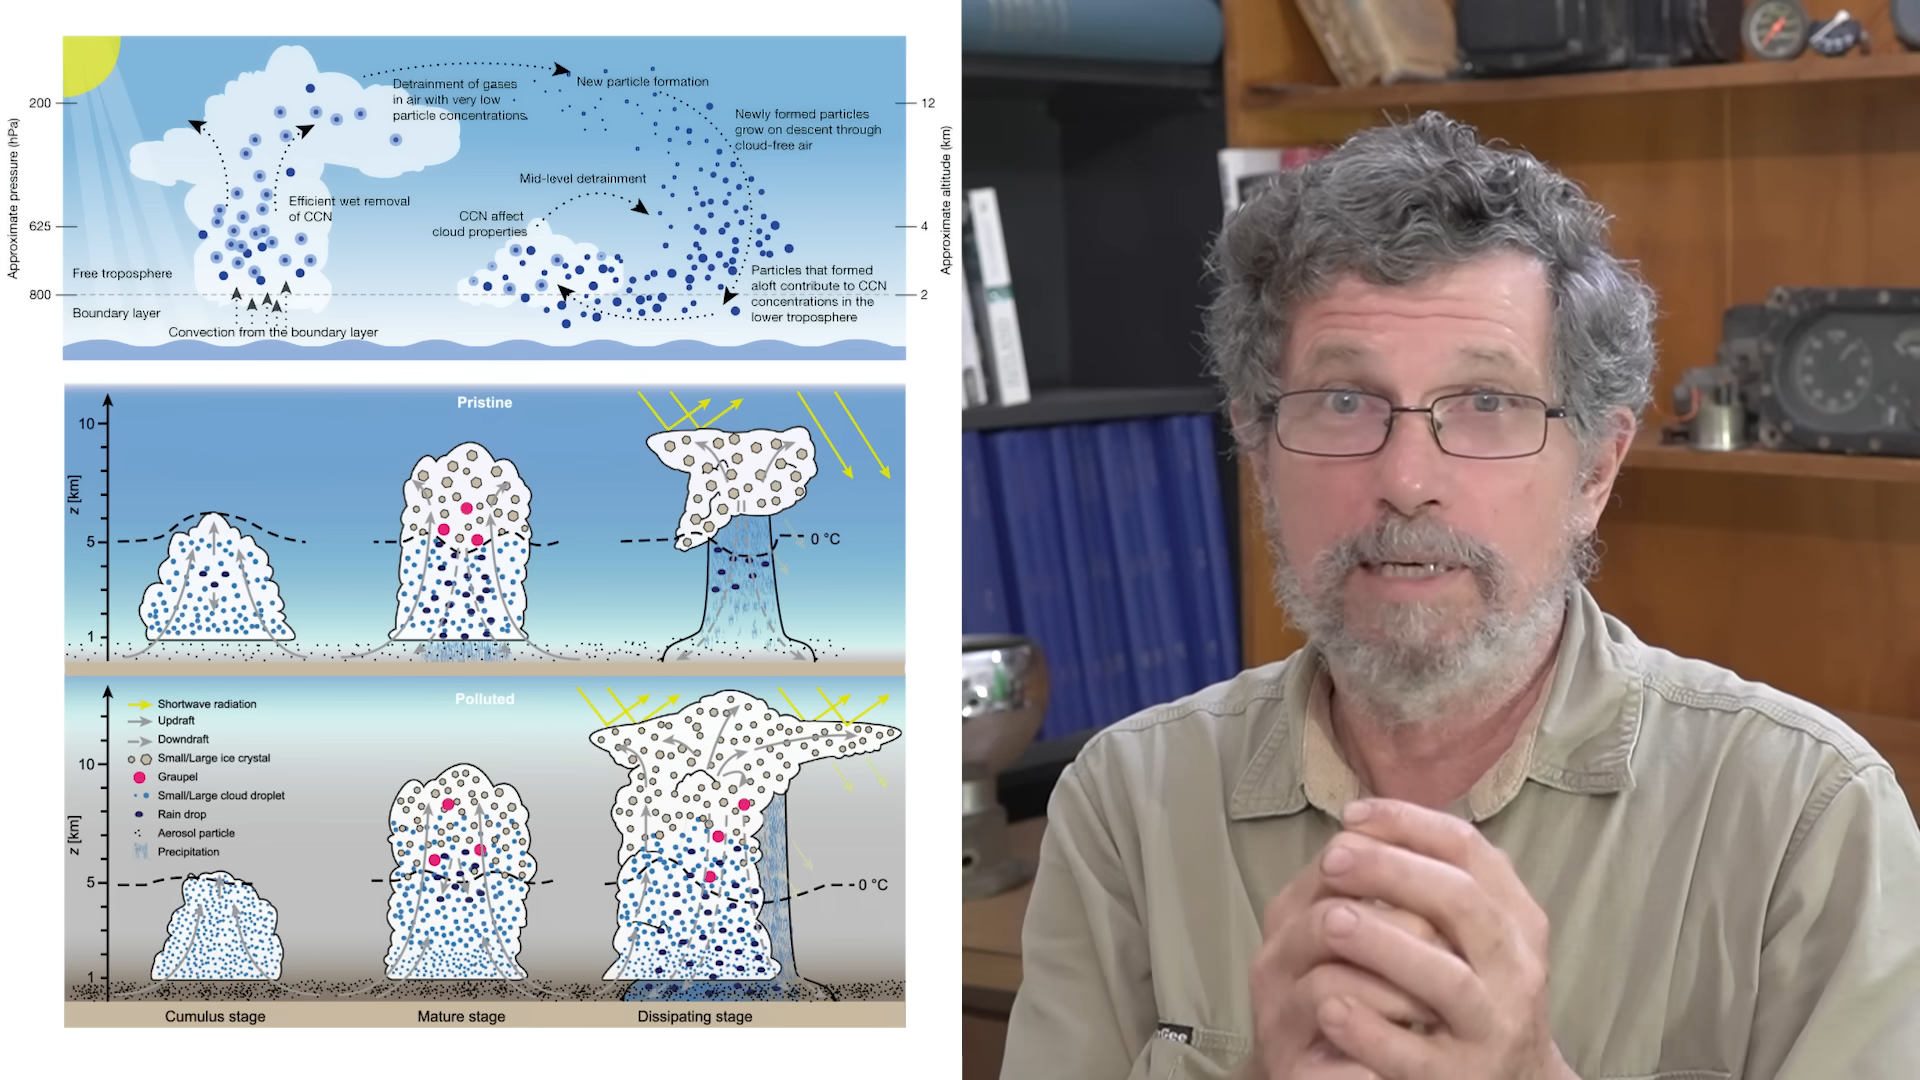 Approximate pressure (hPa)
200
625
800
Detrainment of gases
in air with very low
particle concentrations.
New particle formation
Newly formed particles
grow on descent through
cloud-free air
Mid-level detrainment
Efficient wet removal
of CCN
CCN affect
cloud properties
Free troposphere
Boundary layer
Convection from the boundary layer
Particles that formed
aloft contribute to CCN
concentrations in the
lower troposphere
12
4
2
Approximate altitude (km)
Pristine
10
5
1
z [km]
0 °C
Polluted
Shortwave radiation
Updraft
Downdraft
Small/Large ice crystal
Graupel
Small/Large cloud droplet
Rain drop
Aerosol particle
Precipitation
10
5
1
z [km]
0 °C
Cumulus stage
Mature stage
Dissipating stage